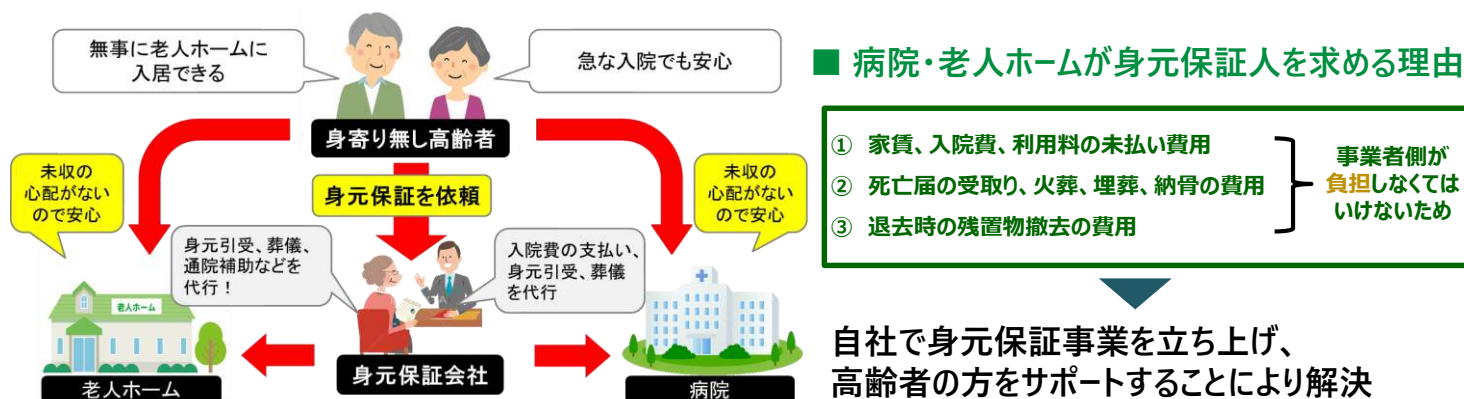 無事に老人ホームに
入居できる
急な入院でも安心
身寄り無し高齢者
未収の
心配がない
ので安心
身元保証を依頼
未収の
心配がない
ので安心
身元引受、葬儀、
通院補助などを
代行！
入院費の支払い、
身元引受、葬儀
を代行
老人ホーム
老人ホーム
身元保証会社
病院
■ 病院・老人ホームが身元保証人を求める理由
① 家賃、入院費、利用料の未払い費用
② 死亡届の受取り、火葬、埋葬、納骨の費用
③ 退去時の残置物撤去の費用
事業者側が
負担しなくては
いけないため
自社で身元保証事業を立ち上げ、
高齢者の方をサポートすることにより解決